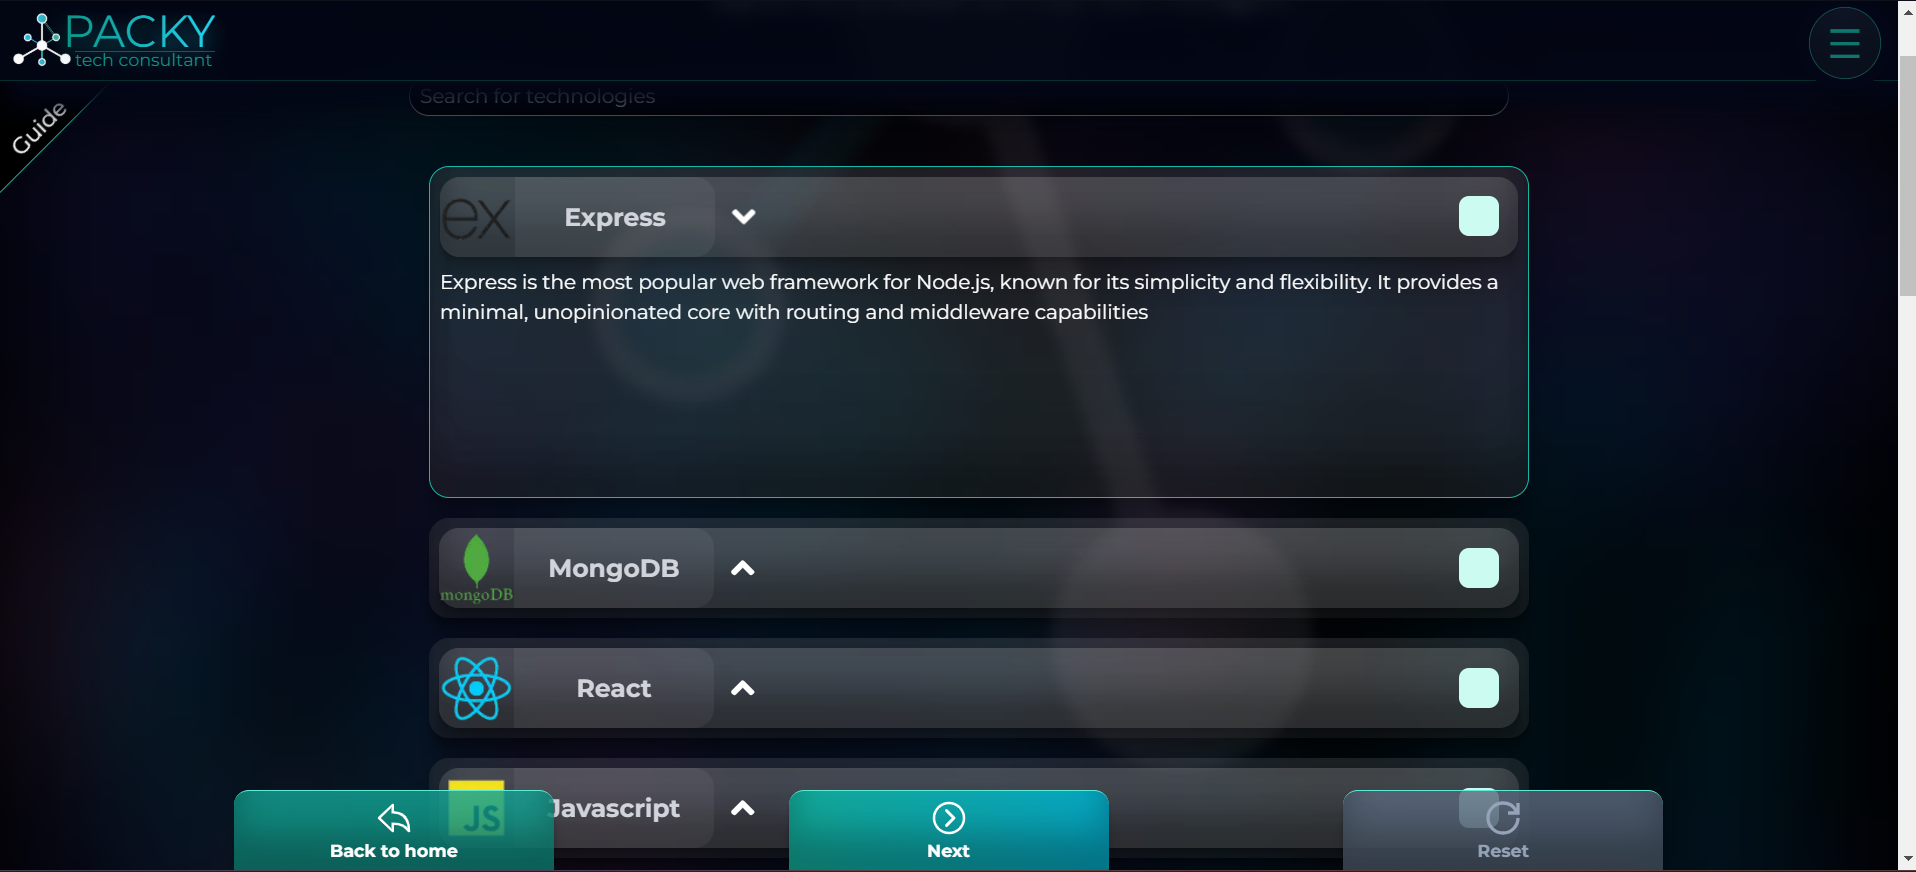 PACKY
tech consultant
Guide
Search for technologies
ex
Express
Express is the most popular web framework for Node.js, known for its simplicity and flexibility. It provides a
minimal, unopinionated core with routing and middleware capabilities
mongoDB
MongoDB
React
JS
Javascript
Back to home
Next
Reset